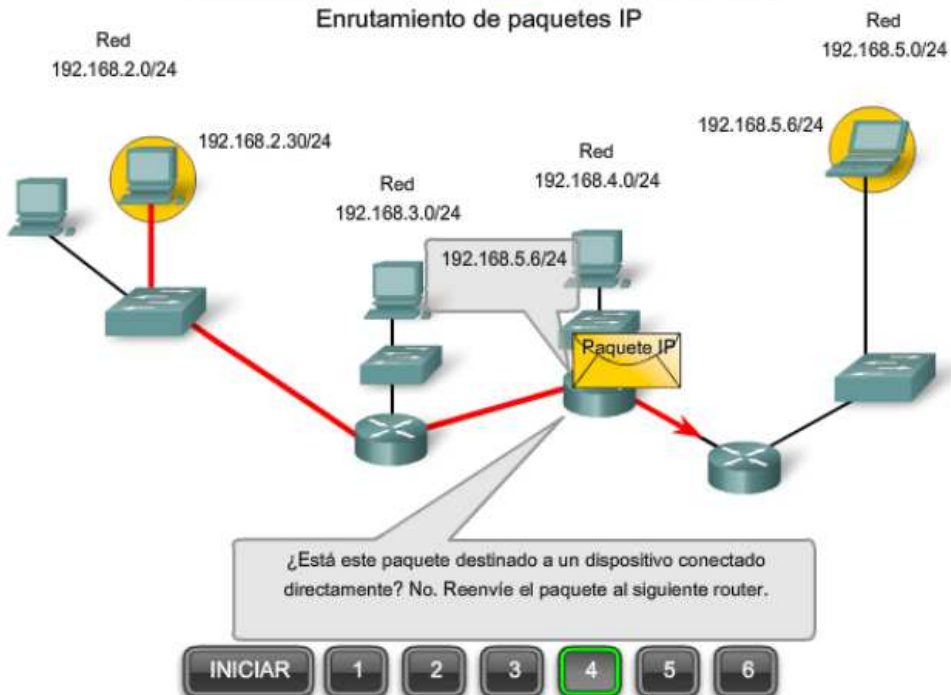 Enrutamiento de paquetes IP
Red
192.168.2.0/24
Red
192.168.5.0/24
192.168.2.30/24
192.168.5.6/24
Red
192.168.4.0/24
Red
192.168.3.0/24
192.168.5.6/24
Paquete IP
¿Está este paquete destinado a un dispositivo conectado
directamente? No. Reenvíe el paquete al siguiente router.
INICIAR 1 2 3 4 5 6